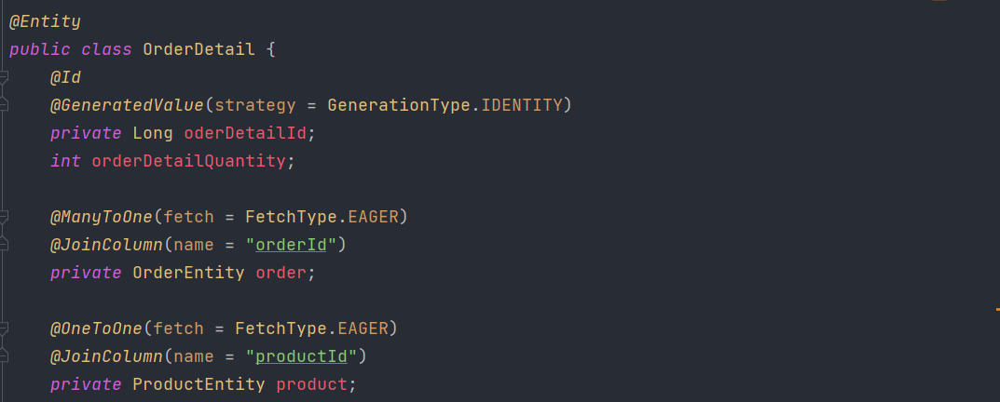 @Entity
public class OrderDetail {
@Id
@GeneratedValue(strategy = GenerationType.IDENTITY)
private Long oderDetailId;
int orderDetailQuantity;
@ManyToOne(fetch = FetchType.EAGER)
@JoinColumn(name = "orderId")
private OrderEntity order;
@OneToOne(fetch = FetchType.EAGER)
@JoinColumn(name = "productId")
private ProductEntity product;